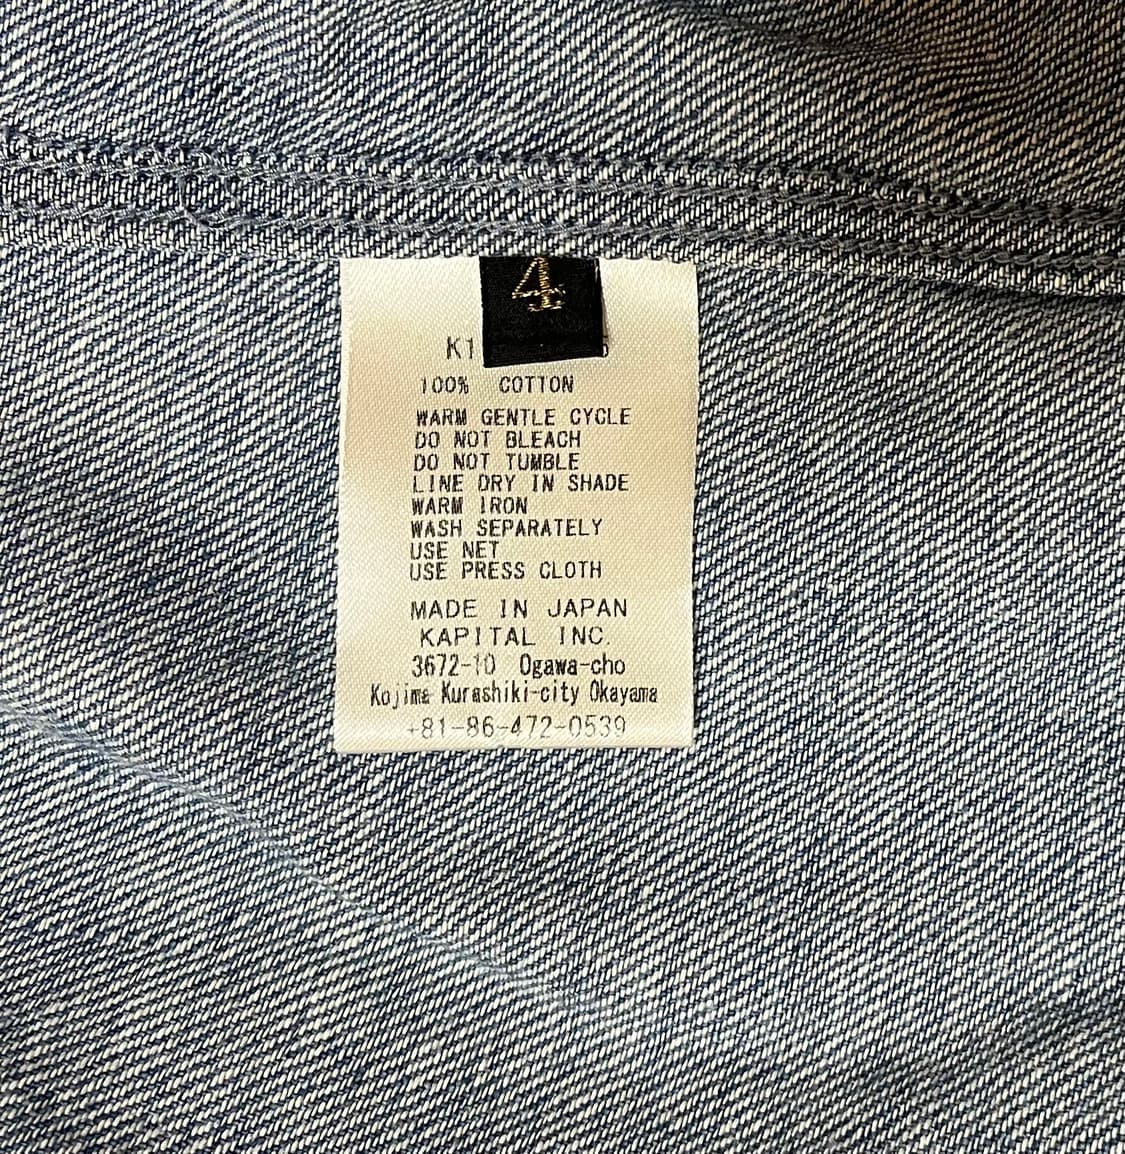 4
K1
100% COTTON
WARM GENTLE CYCLE
DO NOT BLEACH
DO NOT TUMBLE
LINE DRY IN SHADE
WARM IRON
WASH SEPARATELY
USE NET
USE PRESS CLOTH
MADE IN JAPAN
KAPITAL INC.
3672-10 Ogawa-cho
Kojima Kurashiki-city Okayama
+81-86-472-0539